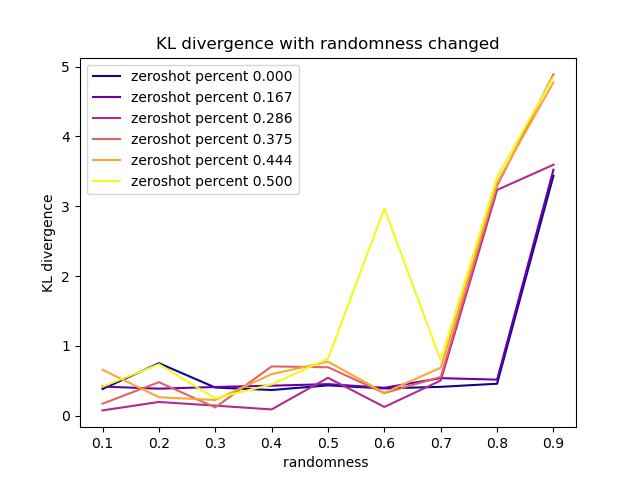 KL divergence with randomness changed
zeroshot percent 0.000
zeroshot percent 0.167
zeroshot percent 0.286
zeroshot percent 0.375
zeroshot percent 0.444
zeroshot percent 0.500
KL divergence
5
4
3
2
1
0
0.1 0.2 0.3 0.4 0.5 0.6 0.7 0.8 0.9
randomness